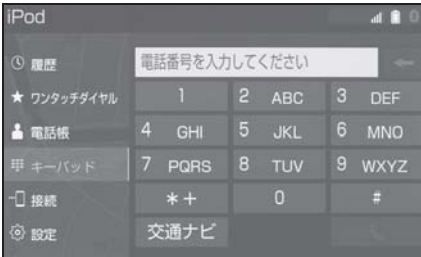 iPod 0
履歴
電話番号を入力してください
ワンタッチダイヤル
1
2 ABC
3 DEF
電話帳
4 GHI
5 JKL
6 MNO
キーパッド
7 PQRS
8 TUV
9 WXYZ
接続
*+
0
#
設定
交通ナビ